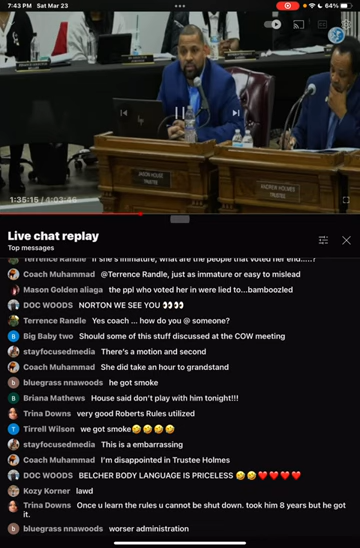 7:43 PM Sat Mar 23
64%
JASON HOUSE
TRUSTEE
ANDREW HOLMES
TRUSTEE
1:35:15 / 4:03:46
Live chat replay
Top messages
Terrence Randle If she's immature, what are the people that voted her end.....?
Coach Muhammad @Terrence Randle, just as immature or easy to mislead
Mason Golden aliaga the ppl who voted her in were lied to...bamboozled
DOC WOODS NORTON WE SEE YOU 👀👀
Terrence Randle Yes coach ... how do you @ someone?
B Big Baby two Should some of this stuff discussed at the COW meeting
stayfocusedmedia There's a motion and second
Coach Muhammad She did take an hour to grandstand
b bluegrass nnawoods he got smoke
B Briana Mathews House said don't play with him tonight!!!
Trina Downs very good Roberts Rules utilized
T Tirrell Wilson we got smoke🤣🤣🤣🤣
stayfocusedmedia This is a embarrassing
Coach Muhammad I'm disappointed in Trustee Holmes
DOC WOODS BELCHER BODY LANGUAGE IS PRICELESS 🤣🤣❤️❤️❤️❤️
Kozy Korner lawd
Trina Downs Once u learn the rules u cannot be shut down. took him 8 years but he got
it.
b bluegrass nnawoods worser administration